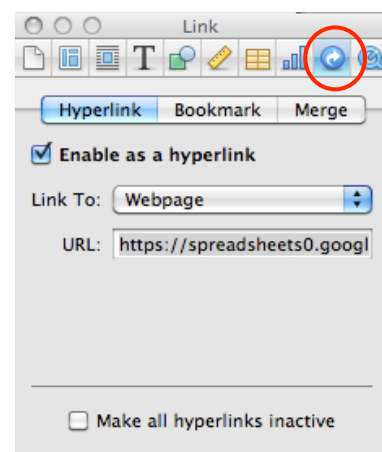 Link
T
Hyperlink Bookmark Merge
Enable as a hyperlink
Link To: Webpage
URL: https://spreadsheets0.googl
Make all hyperlinks inactive